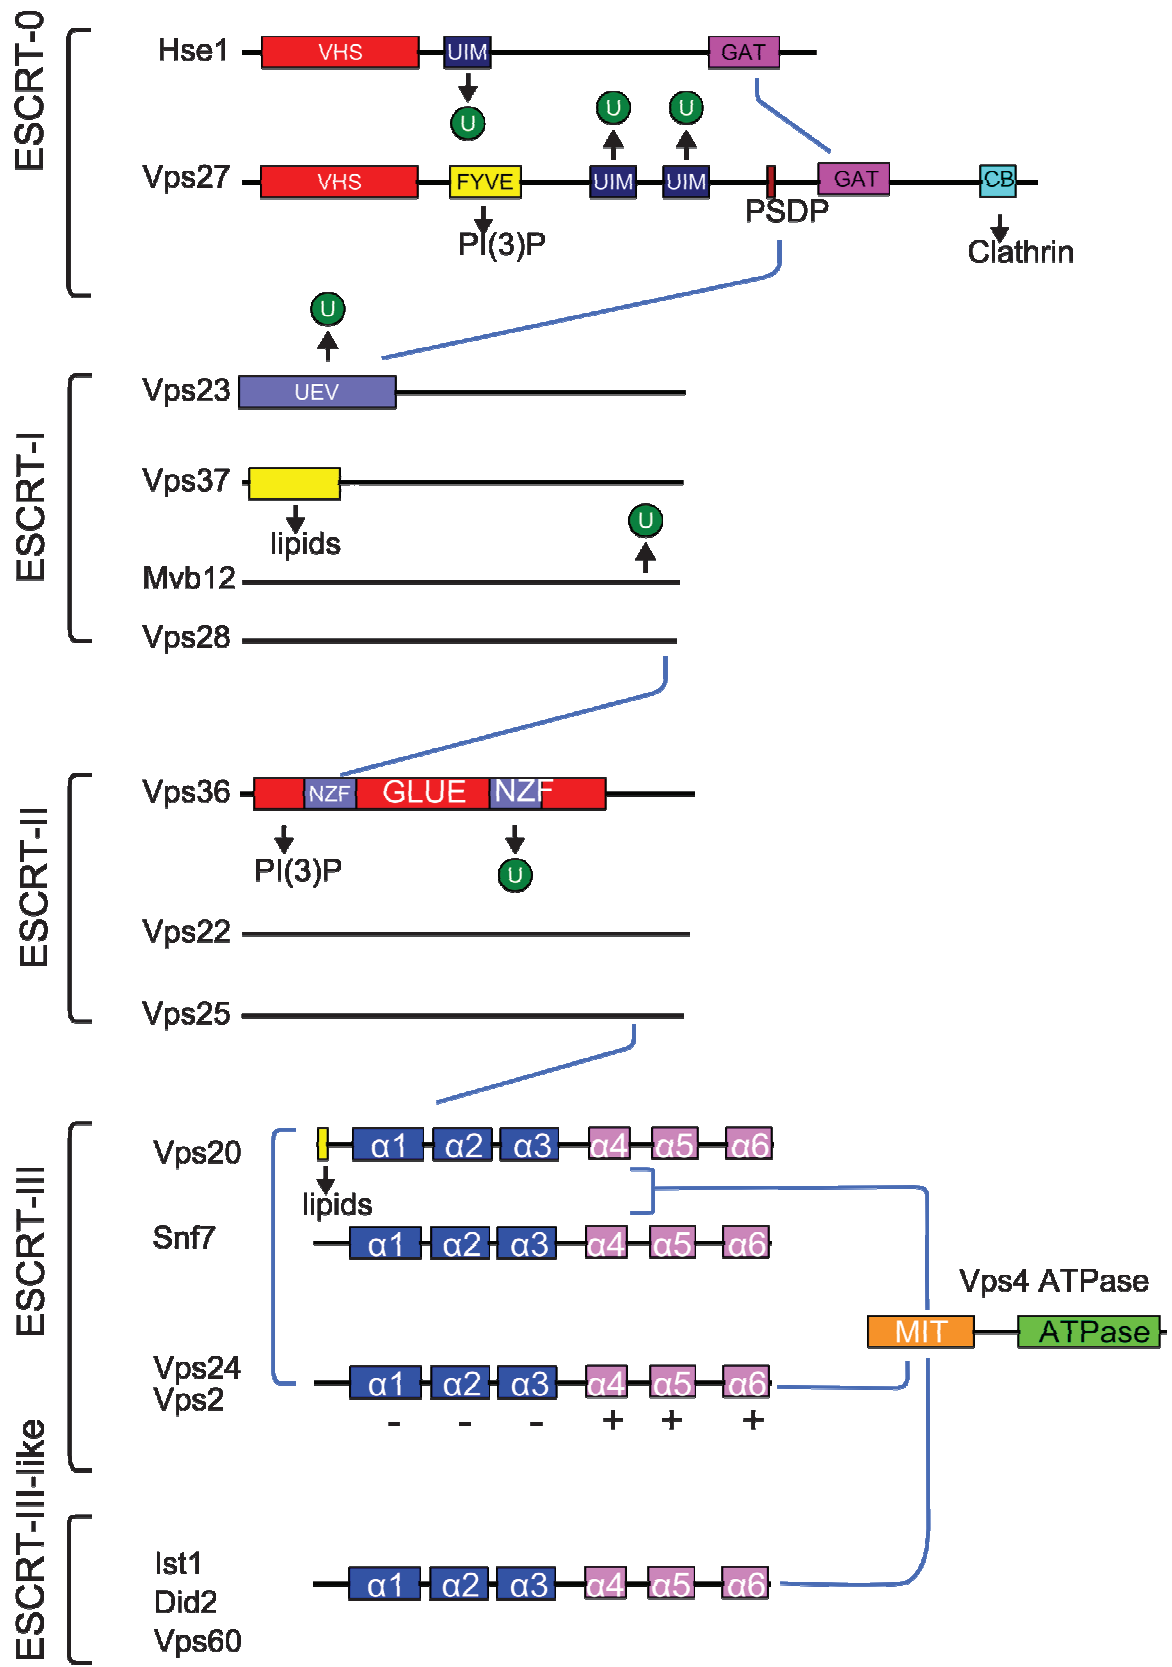 ESCRT-0
Hse1
VHS
UIM
GAT
U
U
U
Vps27
VHS
FYVE
UIM
UIM
PSDP
GAT
CB
PI(3)P
Clathrin
U
ESCRT-I
Vps23
UEV
Vps37
lipids
U
Mvb12
Vps28
ESCRT-II
Vps36
NZF
GLUE
NZF
PI(3)P
U
Vps22
Vps25
ESCRT-III
Vps20
α1
α2
α3
α4
α5
α6
lipids
Snf7
α1
α2
α3
α4
α5
α6
Vps4 ATPase
MIT
ATPase
Vps24
Vps2
α1
α2
α3
α4
α5
α6
- - - + + +
ESCRT-III-like
Ist1
Did2
Vps60
α1
α2
α3
α4
α5
α6